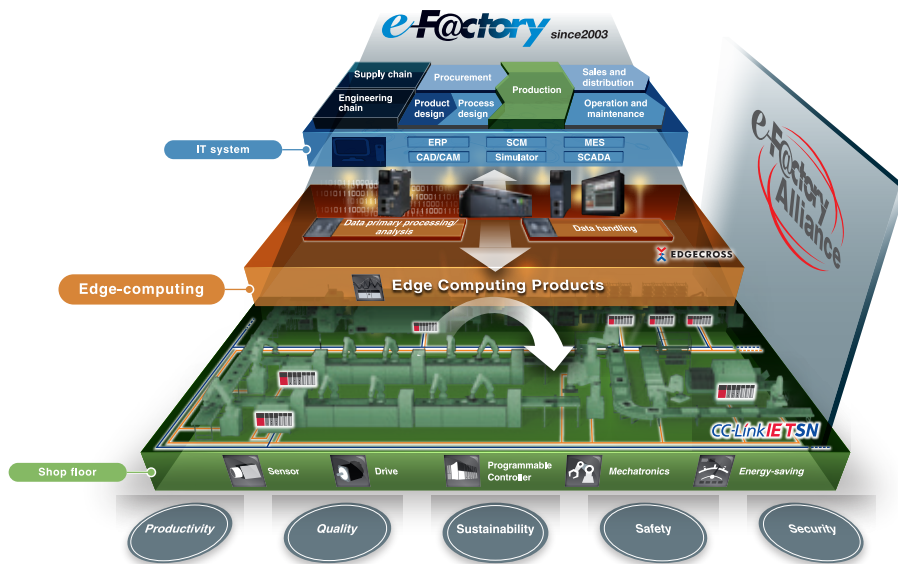 e-F@ctory since2003
Supply chain
Procurement
Production
Sales and
distribution
Engineering
chain
Product
design
Process
design
Operation and
maintenance
IT system
ERP
SCM
MES
CAD/CAM
Simulator
SCADA
e-F@ctory
Alliance
Data primary processing/
analysis
Data handling
EDGECROSS
Edge-computing
Edge Computing Products
CC-Link IE TSN
Shop floor
Sensor
Drive
Programmable
Controller
Mechatronics
Energy-saving
Productivity
Quality
Sustainability
Safety
Security